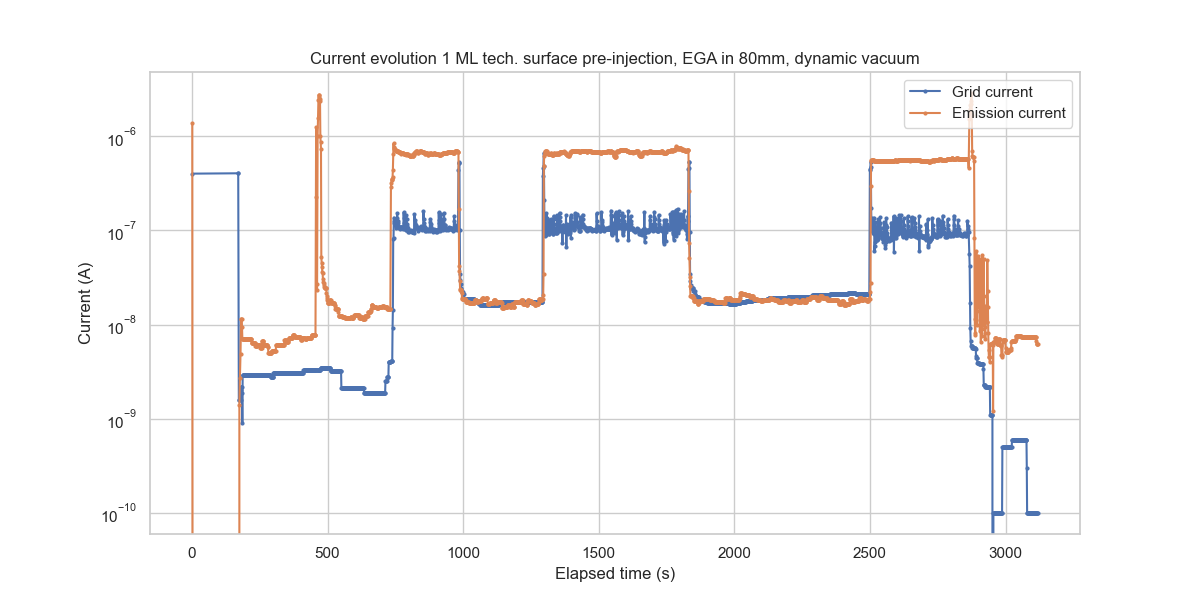 Current evolution 1 ML tech. surface pre-injection, EGA in 80mm, dynamic vacuum
Grid current
Emission current
Current (A)
10⁻⁶
10⁻⁷
10⁻⁸
10⁻⁹
10⁻¹⁰
0 500 1000 1500 2000 2500 3000
Elapsed time (s)